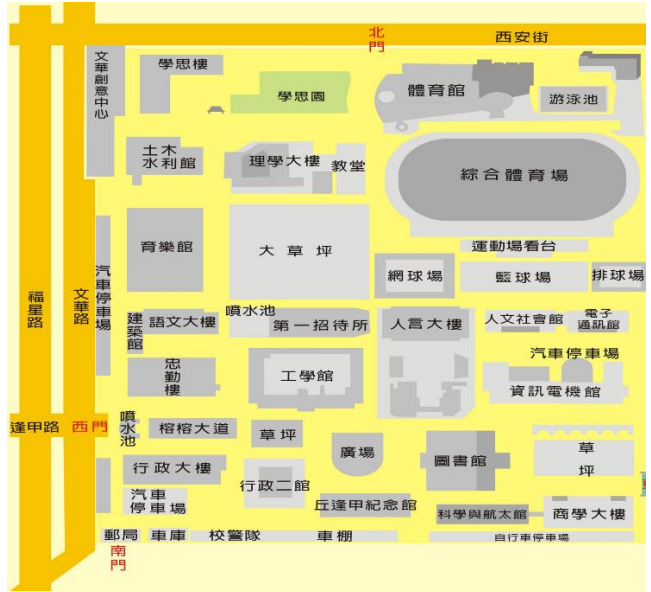 北
門
西安街
文華創意中心
學思樓
學思園
體育館
游泳池
土木
水利館
理學大樓
教堂
綜合體育場
育樂館
大草坪
運動場看台
網球場
籃球場
排球場
福星路
文華路
汽車停車場
建築館
語文大樓
噴水池
第一招待所
人言大樓
人文社會館
電子
通訊館
忠勤樓
工學館
汽車停車場
資訊電機館
逢甲路
西門
噴水池
榕榕大道
草坪
廣場
圖書館
草坪
行政大樓
行政二館
汽車
停車場
丘逢甲紀念館
科學與航太館
商學大樓
郵局
車庫
校警隊
車棚
自行車停車場
南
門